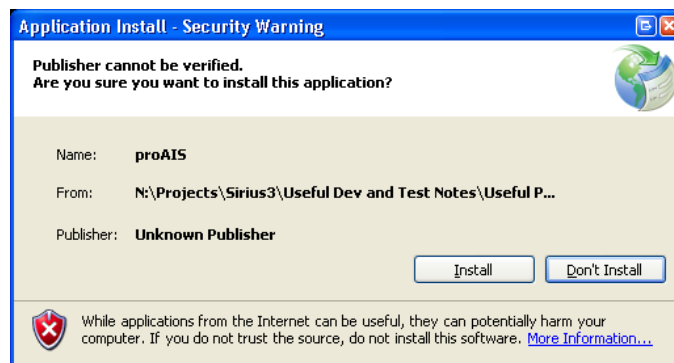 Application Install - Security Warning
Publisher cannot be verified.
Are you sure you want to install this application?
Name: proAIS
From: N:\Projects\Sirius3\Useful Dev and Test Notes\Useful P...
Publisher: Unknown Publisher
Install Don't Install
While applications from the Internet can be useful, they can potentially harm your
computer. If you do not trust the source, do not install this software. More Information...